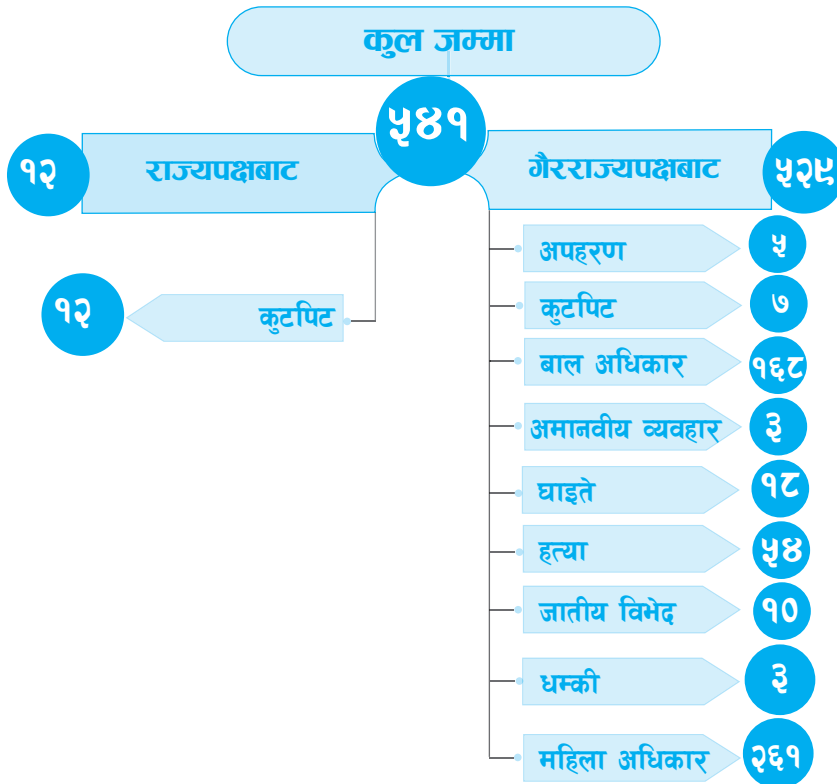 कुल जम्मा
५४१
१२ राज्यपक्षबाट
गैरराज्यपक्षबाट ५२९
१२ कुटपिट
अपहरण ५
कुटपिट ७
बाल अधिकार १६८
अमानवीय व्यवहार ३
घाइते १८
हत्या ५४
जातीय विभेद १०
धम्की ३
महिला अधिकार २६१